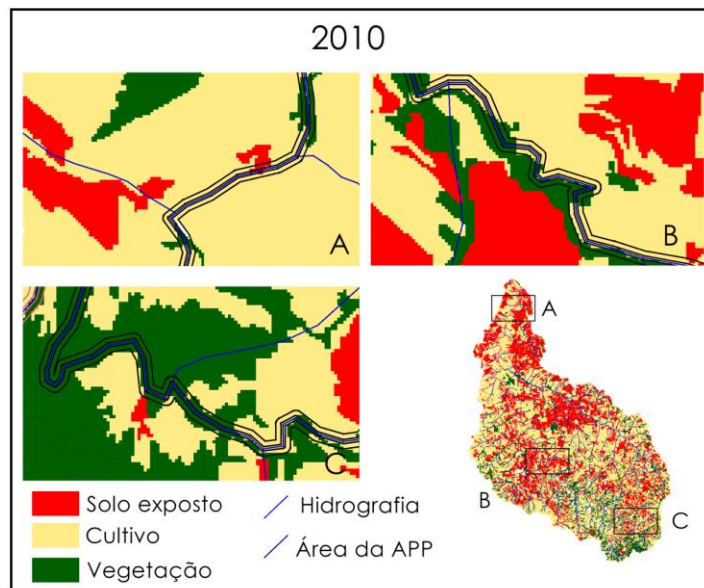 2010
A
B
C
A
B
C
Solo exposto
Cultivo
Vegetação
Hidrografia
Área da APP